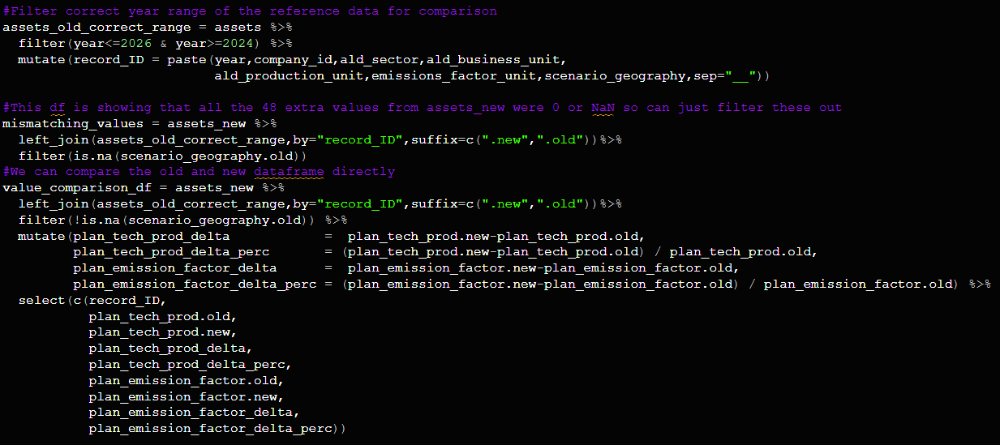 #Filter correct year range of the reference data for comparison
assets_old_correct_range = assets %>%
  filter(year<=2026 & year>=2024) %>%
  mutate(record_ID = paste(year,company_id,ald_sector,ald_business_unit,
                           ald_production_unit,emissions_factor_unit,scenario_geography,sep="__"))

#This df is showing that all the 48 extra values from assets_new were 0 or NaN so can just filter these out
mismatching_values = assets_new %>%
  left_join(assets_old_correct_range,by="record_ID",suffix=c(".new",".old"))%>%
  filter(is.na(scenario_geography.old))
#We can compare the old and new dataframe directly
value_comparison_df = assets_new %>%
  left_join(assets_old_correct_range,by="record_ID",suffix=c(".new",".old"))%>%
  filter(!is.na(scenario_geography.old)) %>%
  mutate(plan_tech_prod_delta            =  plan_tech_prod.new-plan_tech_prod.old,
         plan_tech_prod_delta_perc       = (plan_tech_prod.new-plan_tech_prod.old) / plan_tech_prod.old,
         plan_emission_factor_delta      =  plan_emission_factor.new-plan_emission_factor.old,
         plan_emission_factor_delta_perc = (plan_emission_factor.new-plan_emission_factor.old) / plan_emission_factor.old) %>%
  select(c(record_ID,
           plan_tech_prod.old,
           plan_tech_prod.new,
           plan_tech_prod_delta,
           plan_tech_prod_delta_perc,
           plan_emission_factor.old,
           plan_emission_factor.new,
           plan_emission_factor_delta,
           plan_emission_factor_delta_perc))